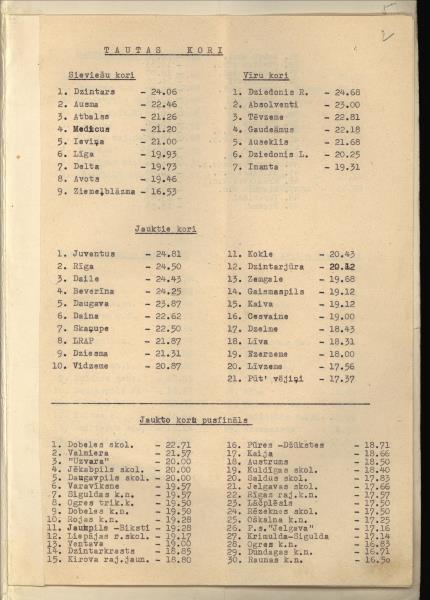 5
2
TAUTAS KORI
Sieviešu kori
1. Dzintars - 24.06
2. Ausma - 22.46
3. Atbalss - 21.26
4. Medicus - 21.20
5. Ieviņa - 21.00
6. Līga - 19.93
7. Delta - 19.73
8. Avots - 19.46
9. Ziemeļblāzma - 16.53
Vīru kori
1. Dziedonis R. - 24.68
2. Absolventi - 23.00
3. Tēvzeme - 22.81
4. Gaudeāmus - 22.18
5. Auseklis - 21.68
6. Dziedonis L. - 20.25
7. Imanta - 19.31
Jauktie kori
1. Juventus - 24.81
2. Rīga - 24.50
3. Daile - 24.43
4. Beverīna - 24.25
5. Daugava - 23.87
6. Daina - 22.62
7. Skaņupe - 22.50
8. LRAP - 21.87
9. Dziesma - 21.31
10. Vidzeme - 20.87
11. Kokle - 20.43
12. Dzintarjūra - 20.12
13. Zemgale - 19.68
14. Gaismaspils - 19.12
15. Kaiva - 19.12
16. Cesvaine - 19.00
17. Dzelme - 18.43
18. Līva - 18.31
19. Ezerzeme - 18.00
20. Līvzeme - 17.56
21. Pūt' vējiņi - 17.37
Jaukto koru pusfināls
1. Dobeles skol. - 22.71
2. Valmiera - 21.57
3. "Uzvara" - 20.00
4. Jēkabpils skol. - 20.00
5. Daugavpils skol. - 20.00
6. Varavīksne - 19.57
7. Siguldas k.n. - 19.57
8. Ogres trik.k. - 19.50
9. Dobeles k.n. - 19.50
10. Rojas k.n. - 19.28
11. Jaunpils -Biksti - 19.28
12. Liepājas r.skol. - 19.17
13. Ventava - 19.00
14. Dzintarkrasts - 18.85
15. Kirova raj.jaun. - 18.80
16. Pūres -Džūkstes - 18.71
17. Kaija - 18.66
18. Austrums - 18.50
19. Kuldīgas skol. - 18.40
20. Saldus skol. - 17.83
21. Jelgavas skol. - 17.66
22. Rīgas raj.k.n. - 17.57
23. Lāčplēsis - 17.57
24. Rēzeknes skol. - 17.50
25. Oškalna k.n. - 17.25
26. P.s."Jelgava" - 17.16
27. Krimulda-Sigulda - 17.14
28. Ogres k.n. - 16.83
29. Dundagas k.n. - 16.71
30. Raunas k.n. - 16.50